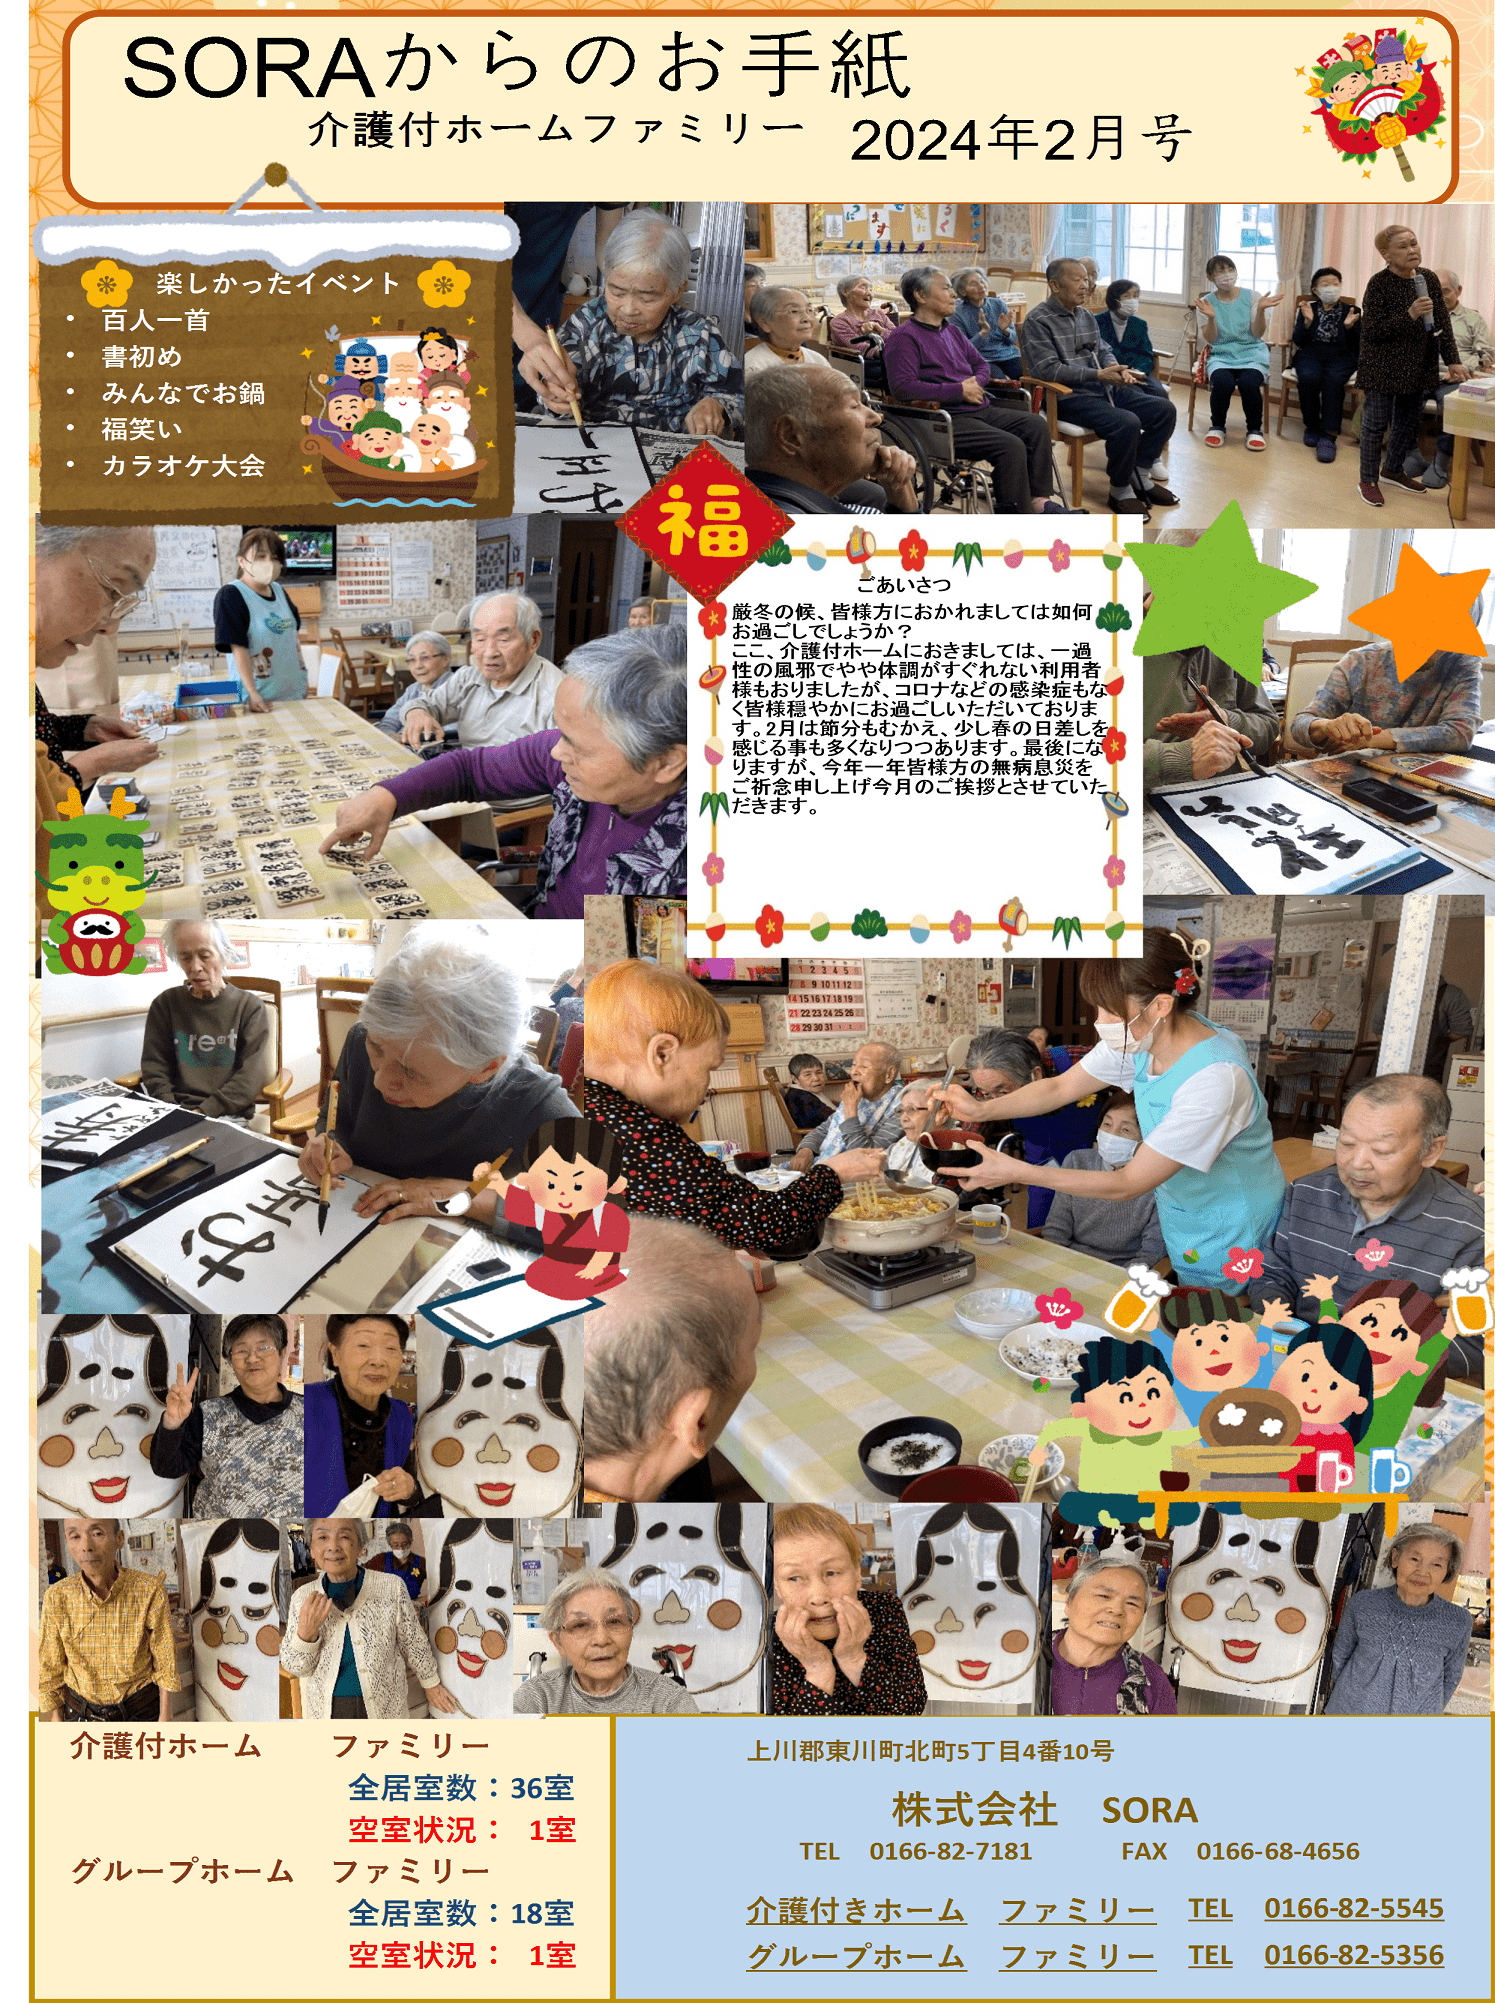 SORAからのお手紙
介護付ホームファミリー 2024年2月号
楽しかったイベント
• 百人一首
• 書初め
• みんなでお鍋
• 福笑い
• カラオケ大会
福
ごあいさつ
厳冬の候、皆様方におかれましては如何
お過ごしでしょうか？
ここ、介護付ホームにおきましては、一過
性の風邪でやや体調がすぐれない利用者
様もおりましたが、コロナなどの感染症もな
く皆様穏やかにお過ごしいただいておりま
す。2月は節分もむかえ、少し春の日差しを
感じる事も多くなりつつあります。最後にな
りますが、今年一年皆様方の無病息災を
ご祈念申し上げ今月のご挨拶とさせていた
だきます。
介護付ホーム ファミリー
全居室数：36室
空室状況： 1室
グループホーム ファミリー
全居室数：18室
空室状況： 1室
上川郡東川町北町5丁目4番10号
株式会社 SORA
TEL 0166-82-7181 FAX 0166-68-4656
介護付きホーム ファミリー TEL 0166-82-5545
グループホーム ファミリー TEL 0166-82-5356